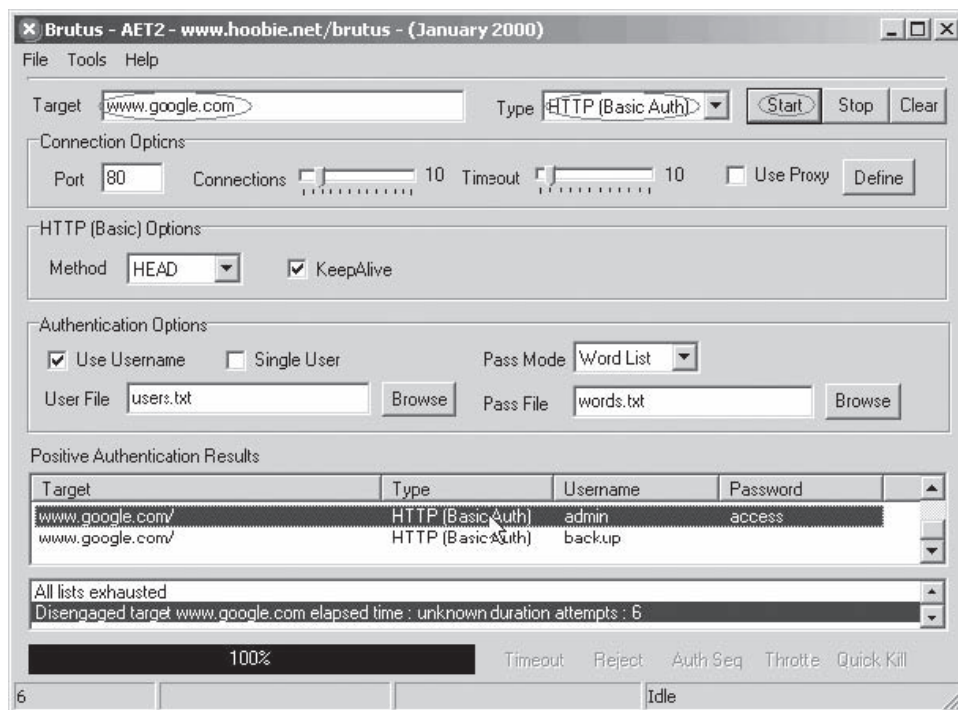 Brutus - AET2 - www.hoobie.net/brutus - (January 2000)
File Tools Help
Target www.google.com Type HTTP (Basic Auth) Start Stop Clear
Connection Options
Port 80 Connections 10 Timeout 10 Use Proxy Define
HTTP (Basic) Options
Method HEAD KeepAlive
Authentication Options
Use Username Single User Pass Mode Word List
User File users.txt Browse Pass File words.txt Browse
Positive Authentication Results
Target Type Username Password
www.google.com/ HTTP (Basic Auth) admin access
www.google.com/ HTTP (Basic Auth) backup
All lists exhausted
Disengaged target www.google.com elapsed time : unknown duration attempts : 6
100% Timeout Reject Auth Seq Throttle Quick Kill
6 Idle